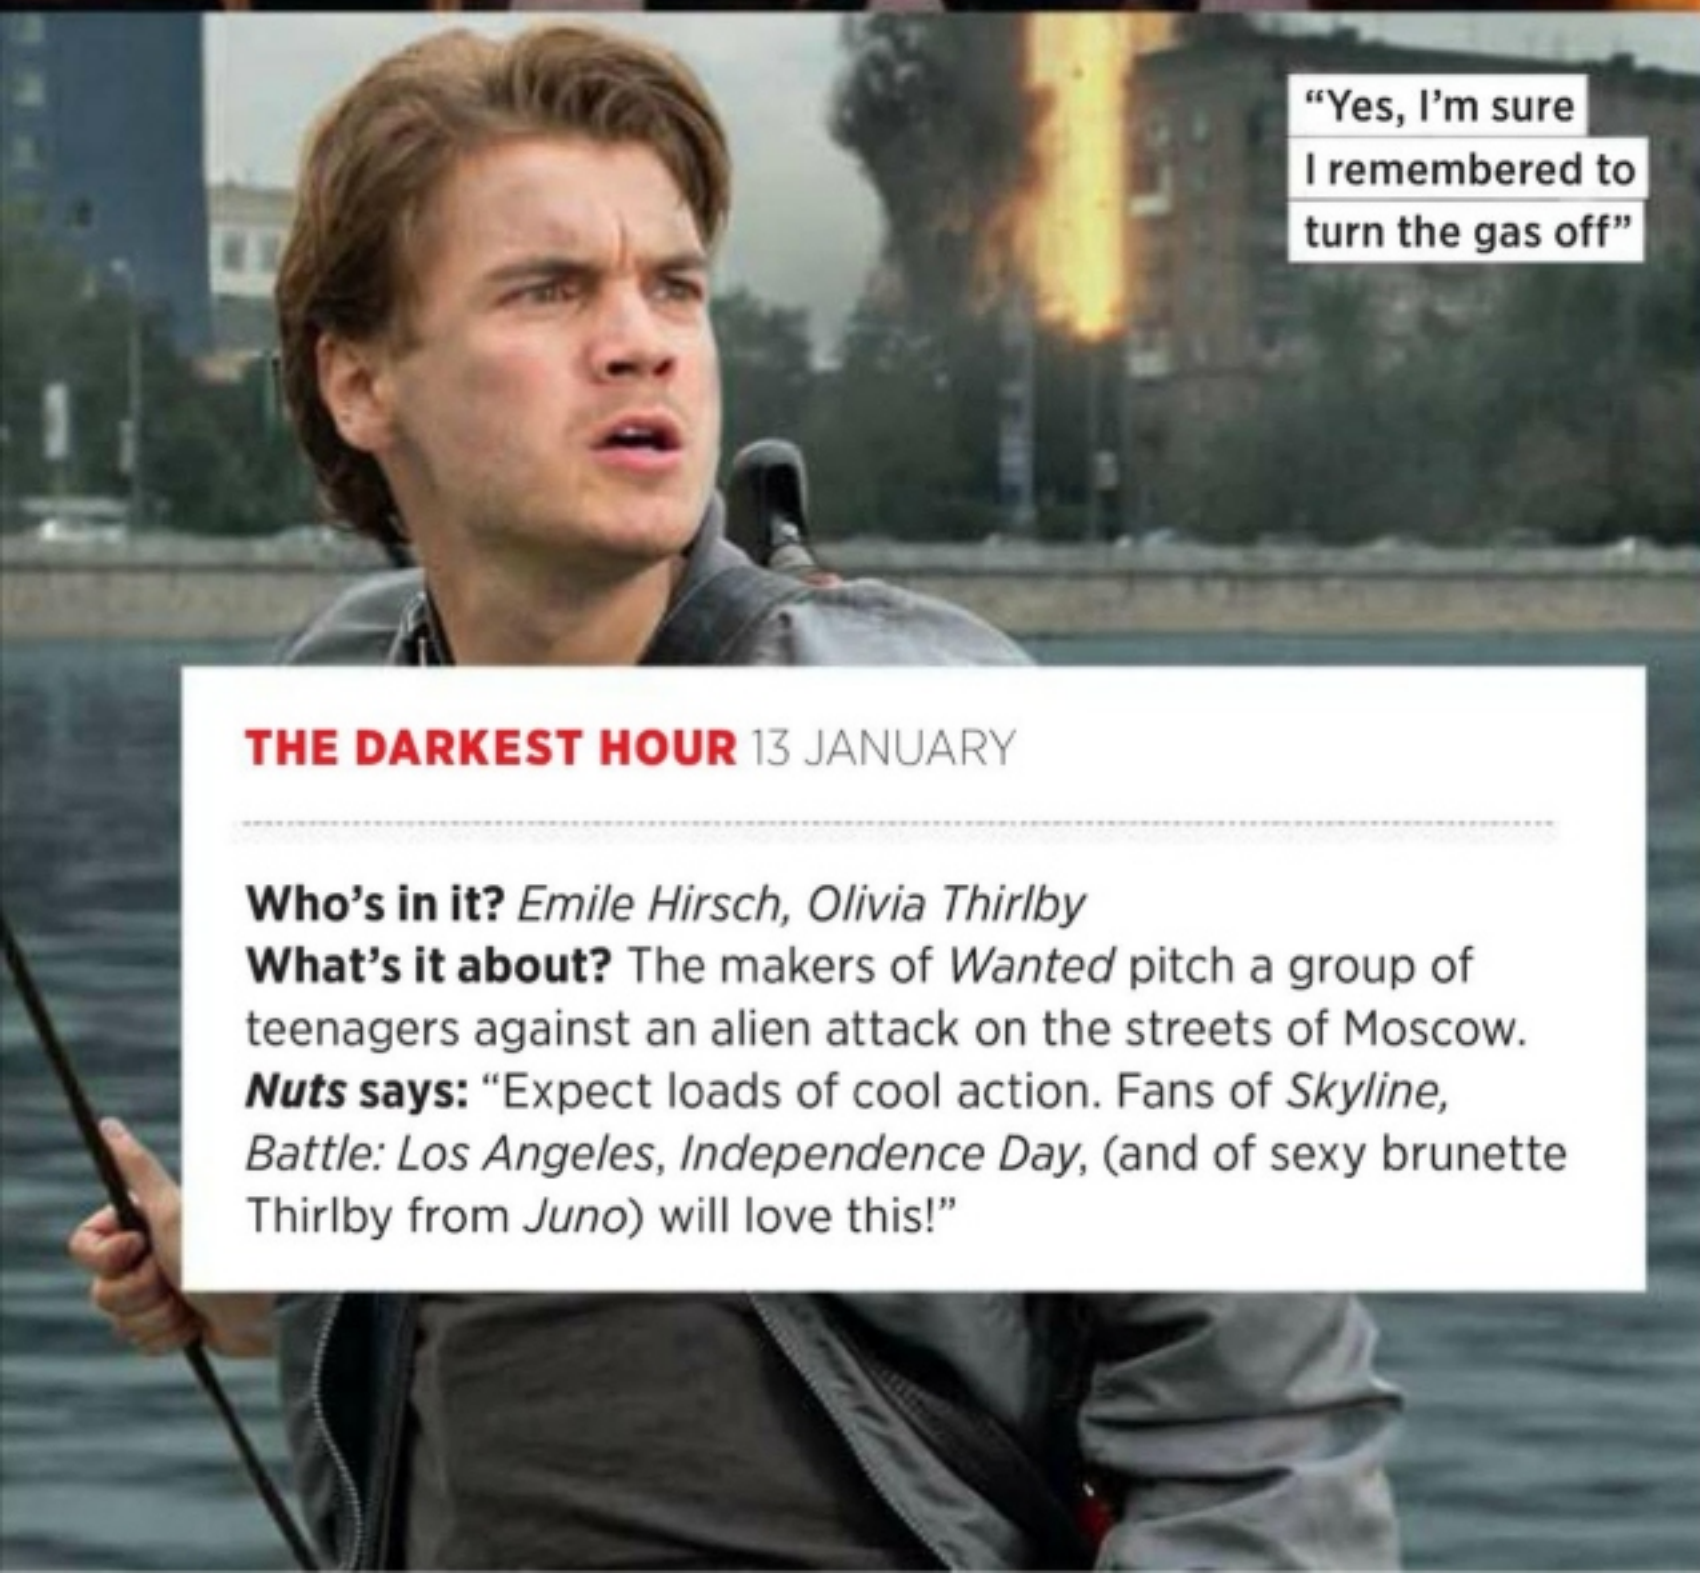 “Yes, I’m sure
I remembered to
turn the gas off”
THE DARKEST HOUR 13 JANUARY
Who’s in it? Emile Hirsch, Olivia Thirlby
What’s it about? The makers of Wanted pitch a group of
teenagers against an alien attack on the streets of Moscow.
Nuts says: “Expect loads of cool action. Fans of Skyline,
Battle: Los Angeles, Independence Day, (and of sexy brunette
Thirlby from Juno) will love this!”